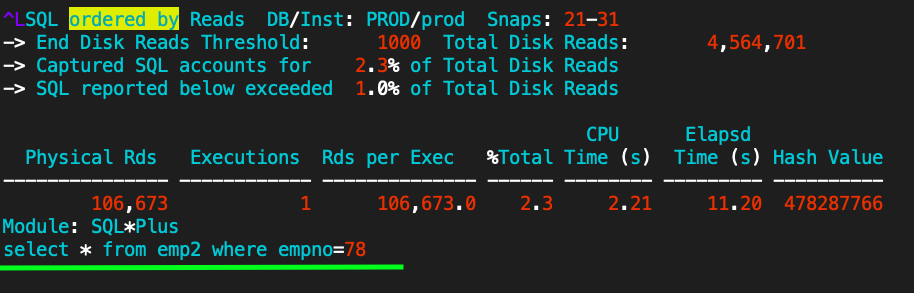 ^LSQL ordered by Reads  DB/Inst: PROD/prod  Snaps: 21-31
-> End Disk Reads Threshold:      1000  Total Disk Reads:       4,564,701
-> Captured SQL accounts for    2.3% of Total Disk Reads
-> SQL reported below exceeded  1.0% of Total Disk Reads

                                                     CPU      Elapsd
  Physical Rds   Executions  Rds per Exec   %Total Time (s)  Time (s) Hash Value
--------------- ------------ -------------- ------ -------- --------- ----------
        106,673            1      106,673.0    2.3     2.21     11.20  478287766
Module: SQL*Plus
select * from emp2 where empno=78